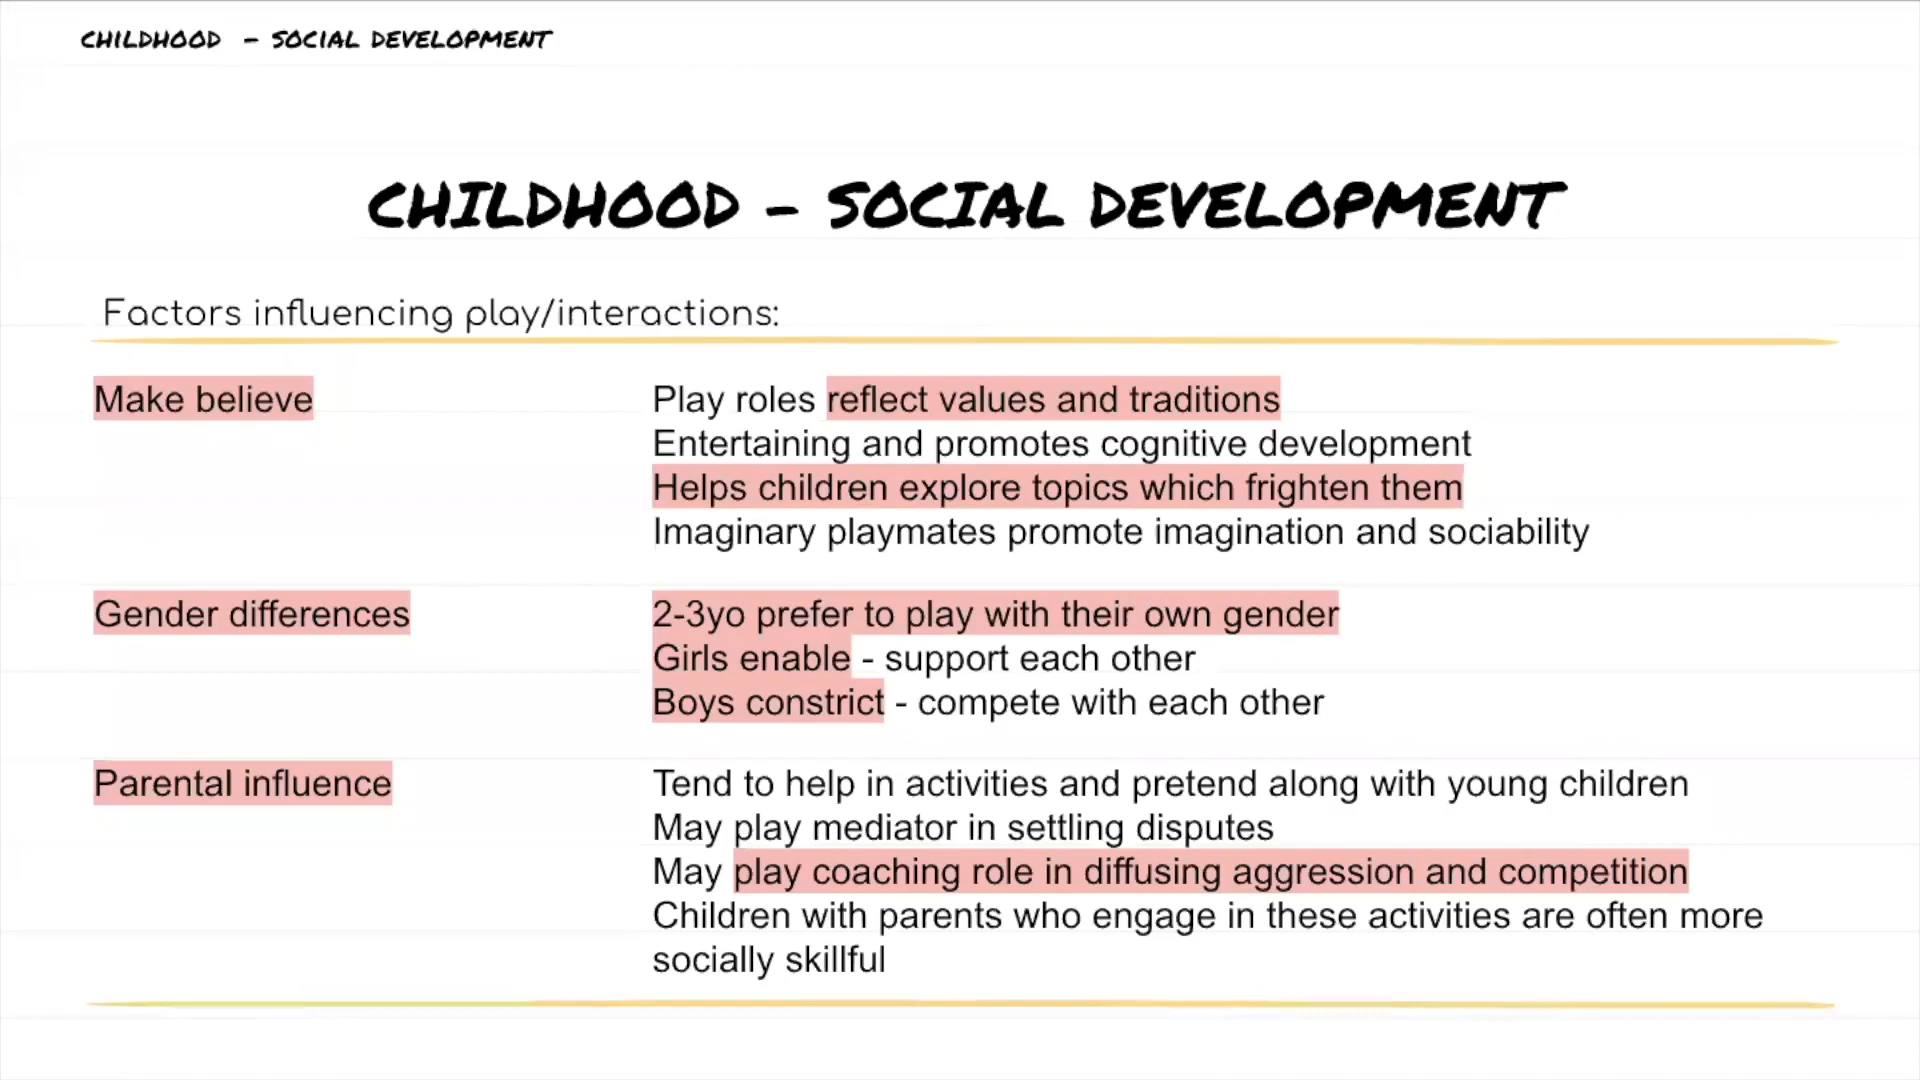 CHILDHOOD - SOCIAL DEVELOPMENT
CHILDHOOD - SOCIAL DEVELOPMENT
Factors influencing play/interactions:
Make believe
Play roles reflect values and traditions
Entertaining and promotes cognitive development
Helps children explore topics which frighten them
Imaginary playmates promote imagination and sociability
Gender differences
2-3yo prefer to play with their own gender
Girls enable - support each other
Boys constrict - compete with each other
Parental influence
Tend to help in activities and pretend along with young children
May play mediator in settling disputes
May play coaching role in diffusing aggression and competition
Children with parents who engage in these activities are often more
socially skillful